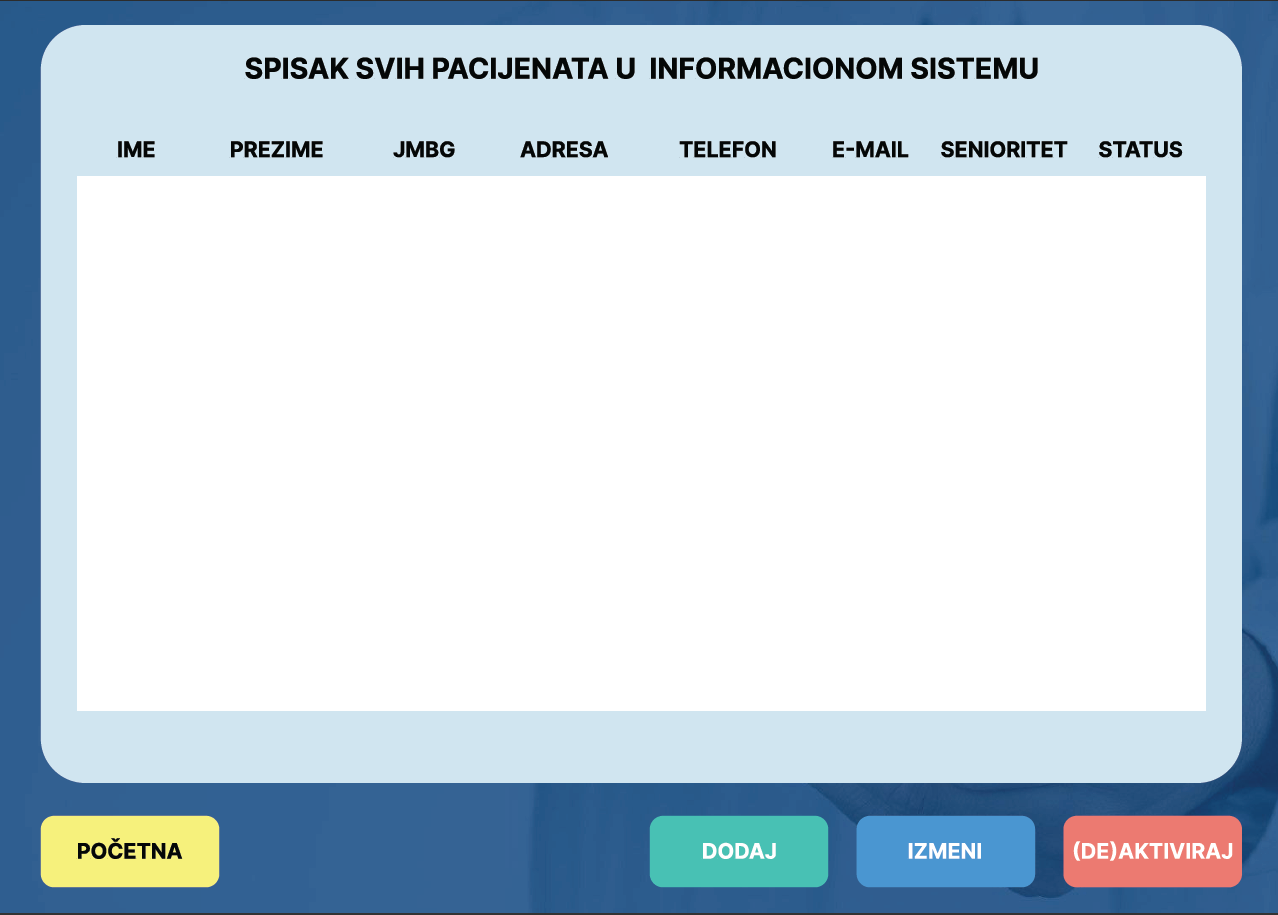 SPISAK SVIH PACIJENATA U INFORMACIONOM SISTEMU
IME PREZIME JMBG ADRESA TELEFON E-MAIL SENIORITET STATUS
POČETNA DODAJ IZMENI (DE)AKTIVIRAJ